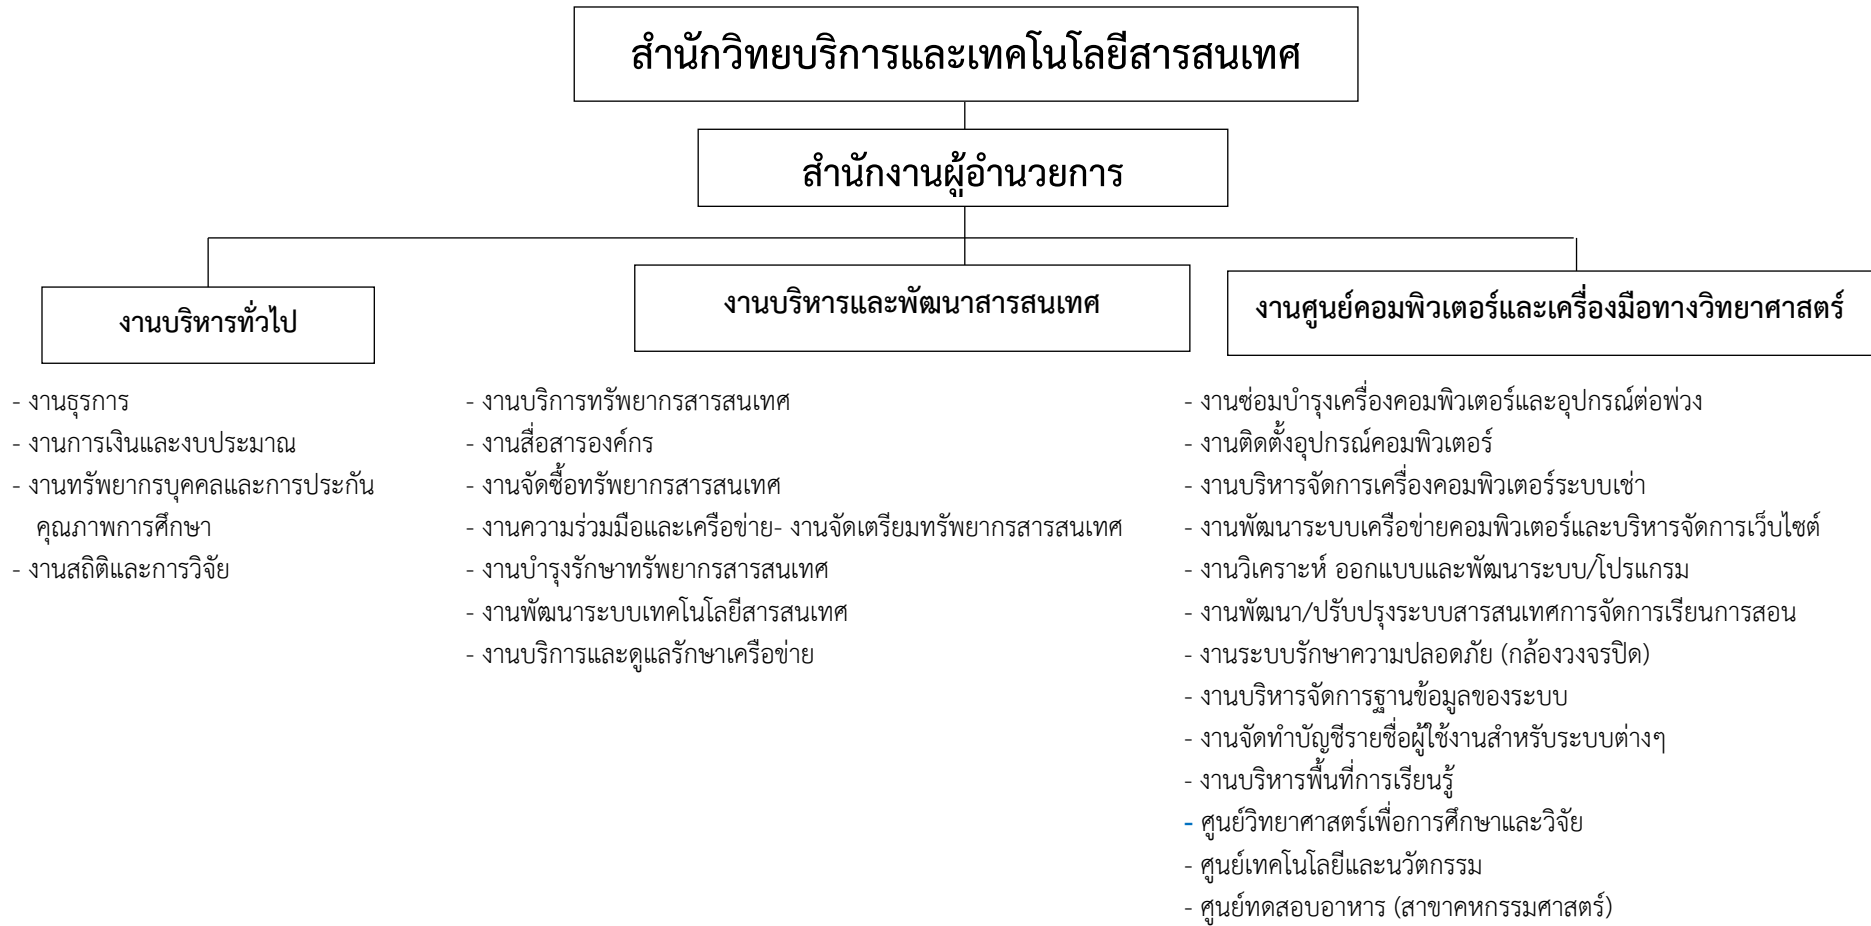 สำนักวิทยบริการและเทคโนโลยีสารสนเทศ
สำนักงานผู้อำนวยการ
งานบริหารทั่วไป
- งานธุรการ
- งานการเงินและงบประมาณ
- งานทรัพยากรบุคคลและการประกัน
คุณภาพการศึกษา
- งานสถิติและการวิจัย
งานบริหารและพัฒนาสารสนเทศ
- งานบริการทรัพยากรสารสนเทศ
- งานสื่อสารองค์กร
- งานจัดซื้อทรัพยากรสารสนเทศ
- งานความร่วมมือและเครือข่าย- งานจัดเตรียมทรัพยากรสารสนเทศ
- งานบำรุงรักษาทรัพยากรสารสนเทศ
- งานพัฒนาระบบเทคโนโลยีสารสนเทศ
- งานบริการและดูแลรักษาเครือข่าย
งานศูนย์คอมพิวเตอร์และเครื่องมือทางวิทยาศาสตร์
- งานซ่อมบำรุงเครื่องคอมพิวเตอร์และอุปกรณ์ต่อพ่วง
- งานติดตั้งอุปกรณ์คอมพิวเตอร์
- งานบริหารจัดการเครื่องคอมพิวเตอร์ระบบเช่า
- งานพัฒนาระบบเครือข่ายคอมพิวเตอร์และบริหารจัดการเว็บไซต์
- งานวิเคราะห์ ออกแบบและพัฒนาระบบ/โปรแกรม
- งานพัฒนา/ปรับปรุงระบบสารสนเทศการจัดการเรียนการสอน
- งานระบบรักษาความปลอดภัย (กล้องวงจรปิด)
- งานบริหารจัดการฐานข้อมูลของระบบ
- งานจัดทำบัญชีรายชื่อผู้ใช้งานสำหรับระบบต่างๆ
- งานบริหารพื้นที่การเรียนรู้
- ศูนย์วิทยาศาสตร์เพื่อการศึกษาและวิจัย
- ศูนย์เทคโนโลยีและนวัตกรรม
- ศูนย์ทดสอบอาหาร (สาขาคหกรรมศาสตร์)